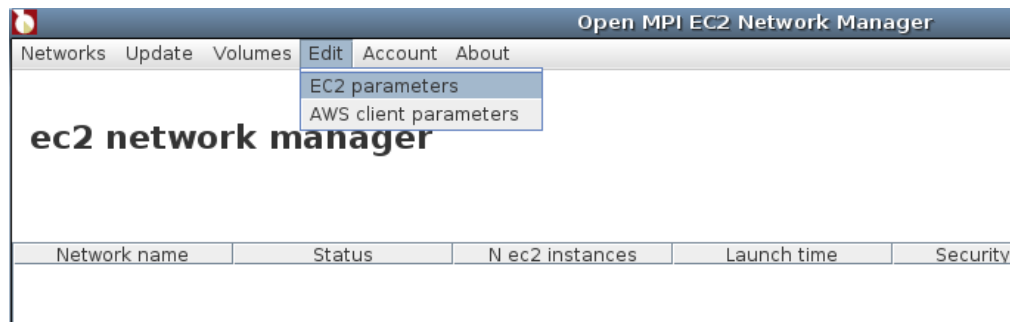 Open MPI EC2 Network Manager
Networks Update Volumes Edit Account About
EC2 parameters
AWS client parameters
ec2 network manager
Network name Status N ec2 instances Launch time Security